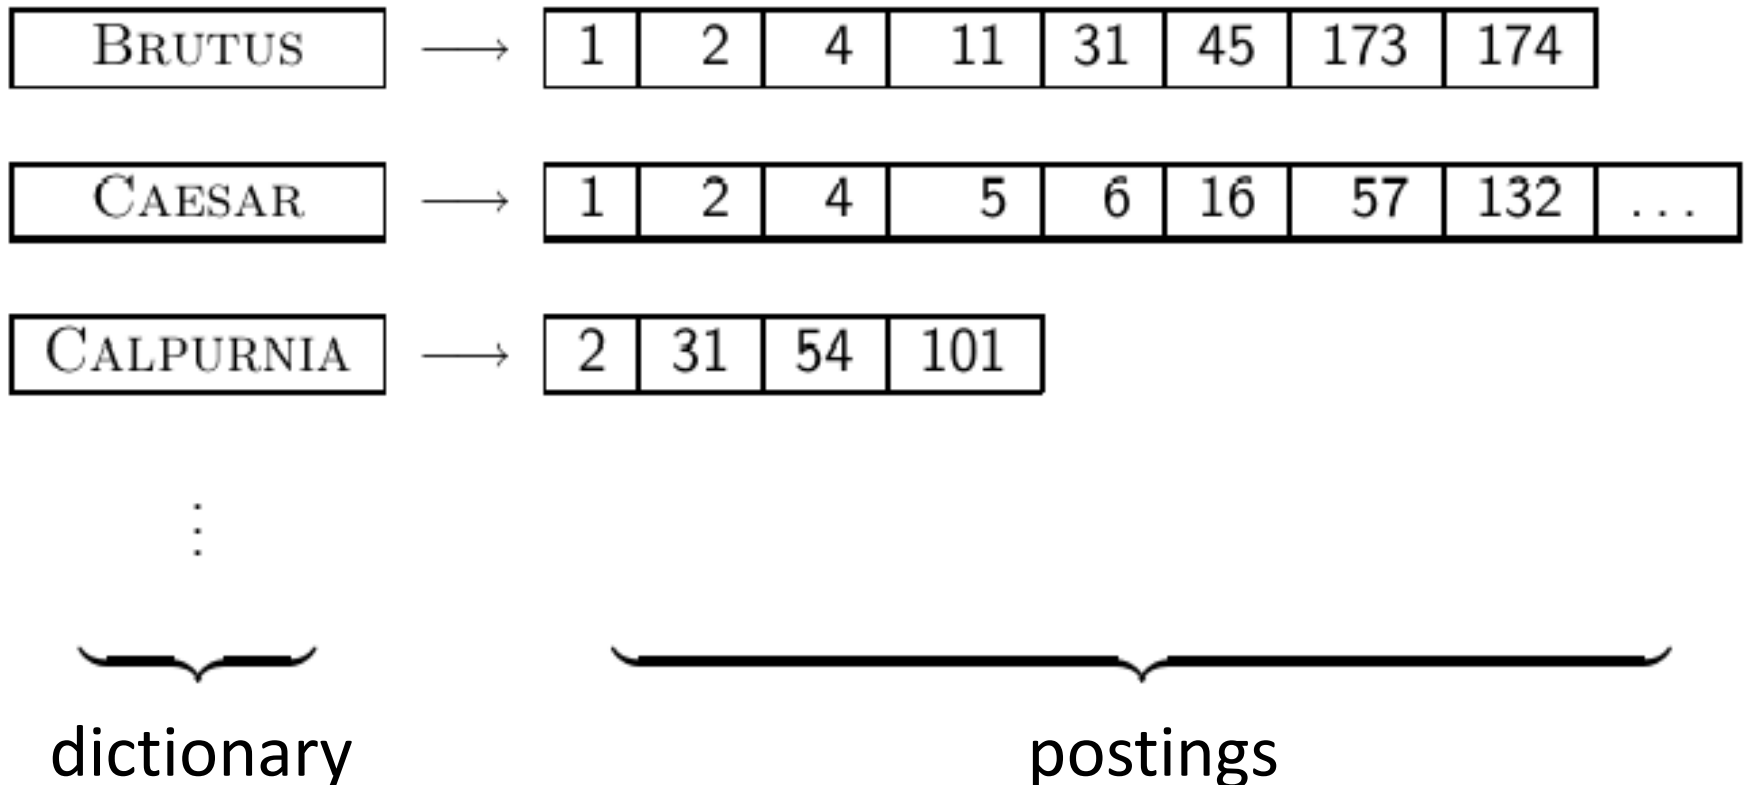 BRUTUS → 1 2 4 11 31 45 173 174
CAESAR → 1 2 4 5 6 16 57 132 ...
CALPURNIA → 2 31 54 101
⋮
dictionary postings